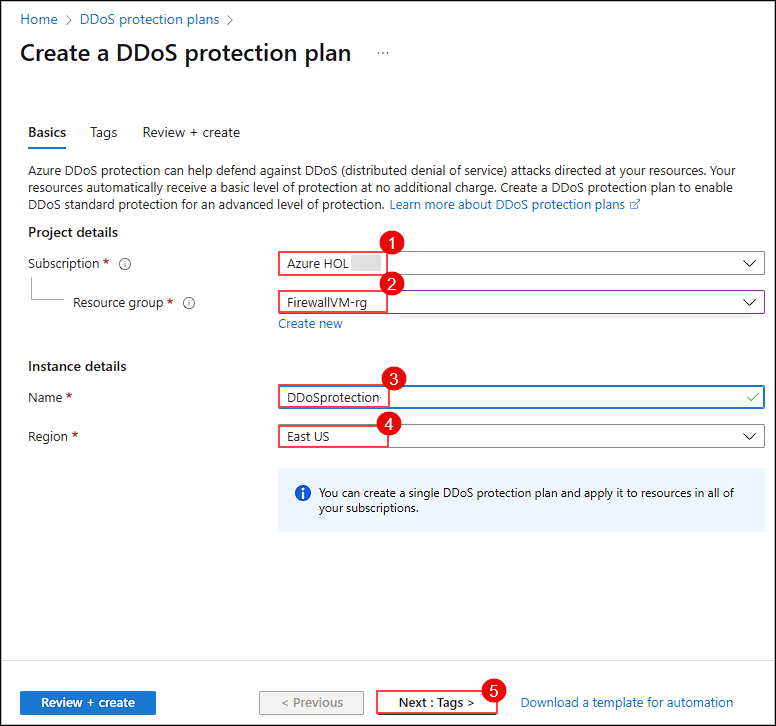 Home > DDoS protection plans >
Create a DDoS protection plan ...
Basics Tags Review + create
Azure DDoS protection can help defend against DDoS (distributed denial of service) attacks directed at your resources. Your
resources automatically receive a basic level of protection at no additional charge. Create a DDoS protection plan to enable
DDoS standard protection for an advanced level of protection. Learn more about DDoS protection plans
Project details
1
Subscription * Azure HOL
2
Resource group * FirewallVM-rg
Create new
Instance details
3
Name * DDoSprotection
4
Region * East US
You can create a single DDoS protection plan and apply it to resources in all of
your subscriptions.
5
Review + create < Previous Next : Tags > Download a template for automation